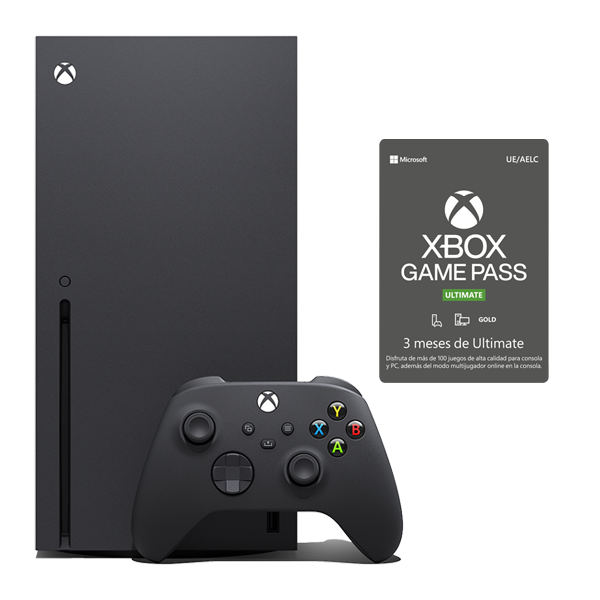 Microsoft
UE/AELC
XBOX
GAME PASS
ULTIMATE
GOLD
3 meses de Ultimate
Disfruta de más de 100 juegos de alta calidad para consola
y PC, además del modo multijugador online en la consola.
Y
X
B
A